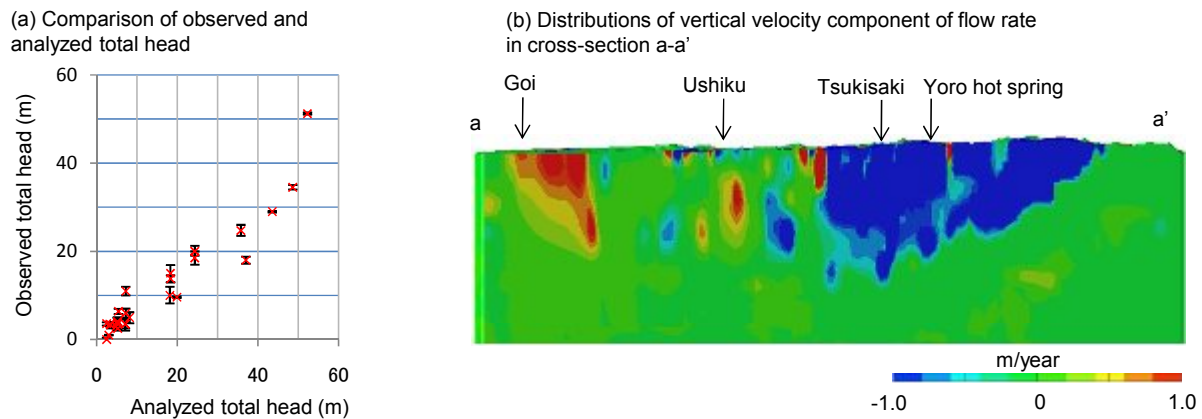 (a) Comparison of observed and
analyzed total head
60
40
20
0
0 20 40 60
Observed total head (m)
Analyzed total head (m)
(b) Distributions of vertical velocity component of flow rate
in cross-section a-a’
Goi Ushiku Tsukisaki Yoro hot spring
a a’
m/year
-1.0 0 1.0